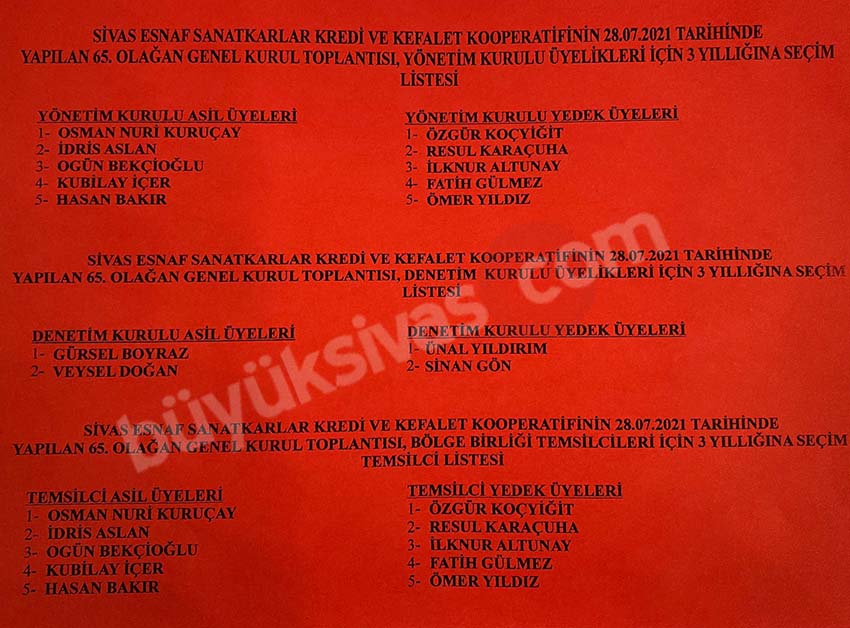 SİVAS ESNAF SANATKARLAR KREDİ VE KEFALET KOOPERATİFİNİN 28.07.2021 TARİHİNDE
YAPILAN 65. OLAĞAN GENEL KURUL TOPLANTISI, YÖNETİM KURULU ÜYELİKLERİ İÇİN 3 YILLIĞINA SEÇİM
LİSTESİ
YÖNETİM KURULU ASİL ÜYELERİ
1- OSMAN NURİ KURUÇAY
2- İDRİS ASLAN
3- OGÜN BEKÇİOĞLU
4- KUBİLAY İÇER
5- HASAN BAKIR
YÖNETİM KURULU YEDEK ÜYELERİ
1- ÖZGÜR KOÇYİĞİT
2- RESUL KARAÇUHA
3- İLKNUR ALTUNAY
4- FATİH GÜLMEZ
5- ÖMER YILDIZ
SİVAS ESNAF SANATKARLAR KREDİ VE KEFALET KOOPERATİFİNİN 28.07.2021 TARİHİNDE
YAPILAN 65. OLAĞAN GENEL KURUL TOPLANTISI, DENETİM KURULU ÜYELİKLERİ İÇİN 3 YILLIĞINA SEÇİM
LİSTESİ
DENETİM KURULU ASİL ÜYELERİ
1- GÜRSEL BOYRAZ
2- VEYSEL DOĞAN
DENETİM KURULU YEDEK ÜYELERİ
1- ÜNAL YILDIRIM
2- SİNAN GÖN
büyüksivas.com
SİVAS ESNAF SANATKARLAR KREDİ VE KEFALET KOOPERATİFİNİN 28.07.2021 TARİHİNDE
YAPILAN 65. OLAĞAN GENEL KURUL TOPLANTISI, BÖLGE BİRLİĞİ TEMSİLCİLERİ İÇİN 3 YILLIĞINA SEÇİM
TEMSİLCİ LİSTESİ
TEMSİLCİ ASİL ÜYELERİ
1- OSMAN NURİ KURUÇAY
2- İDRİS ASLAN
3- OGÜN BEKÇİOĞLU
4- KUBİLAY İÇER
5- HASAN BAKIR
TEMSİLCİ YEDEK ÜYELERİ
1- ÖZGÜR KOÇYİĞİT
2- RESUL KARAÇUHA
3- İLKNUR ALTUNAY
4- FATİH GÜLMEZ
5- ÖMER YILDIZ